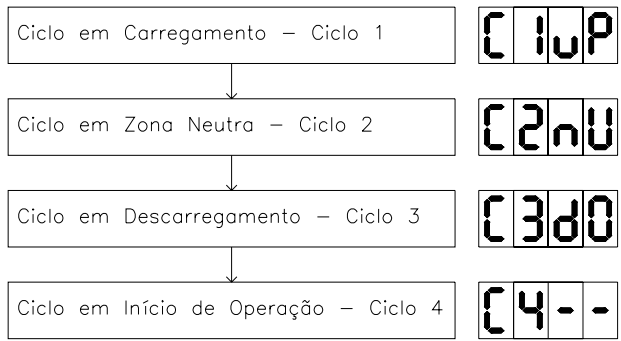 Ciclo em Carregamento – Ciclo 1
C1uP
Ciclo em Zona Neutra – Ciclo 2
C2nU
Ciclo em Descarregamento – Ciclo 3
C3d0
Ciclo em Início de Operação – Ciclo 4
C4--